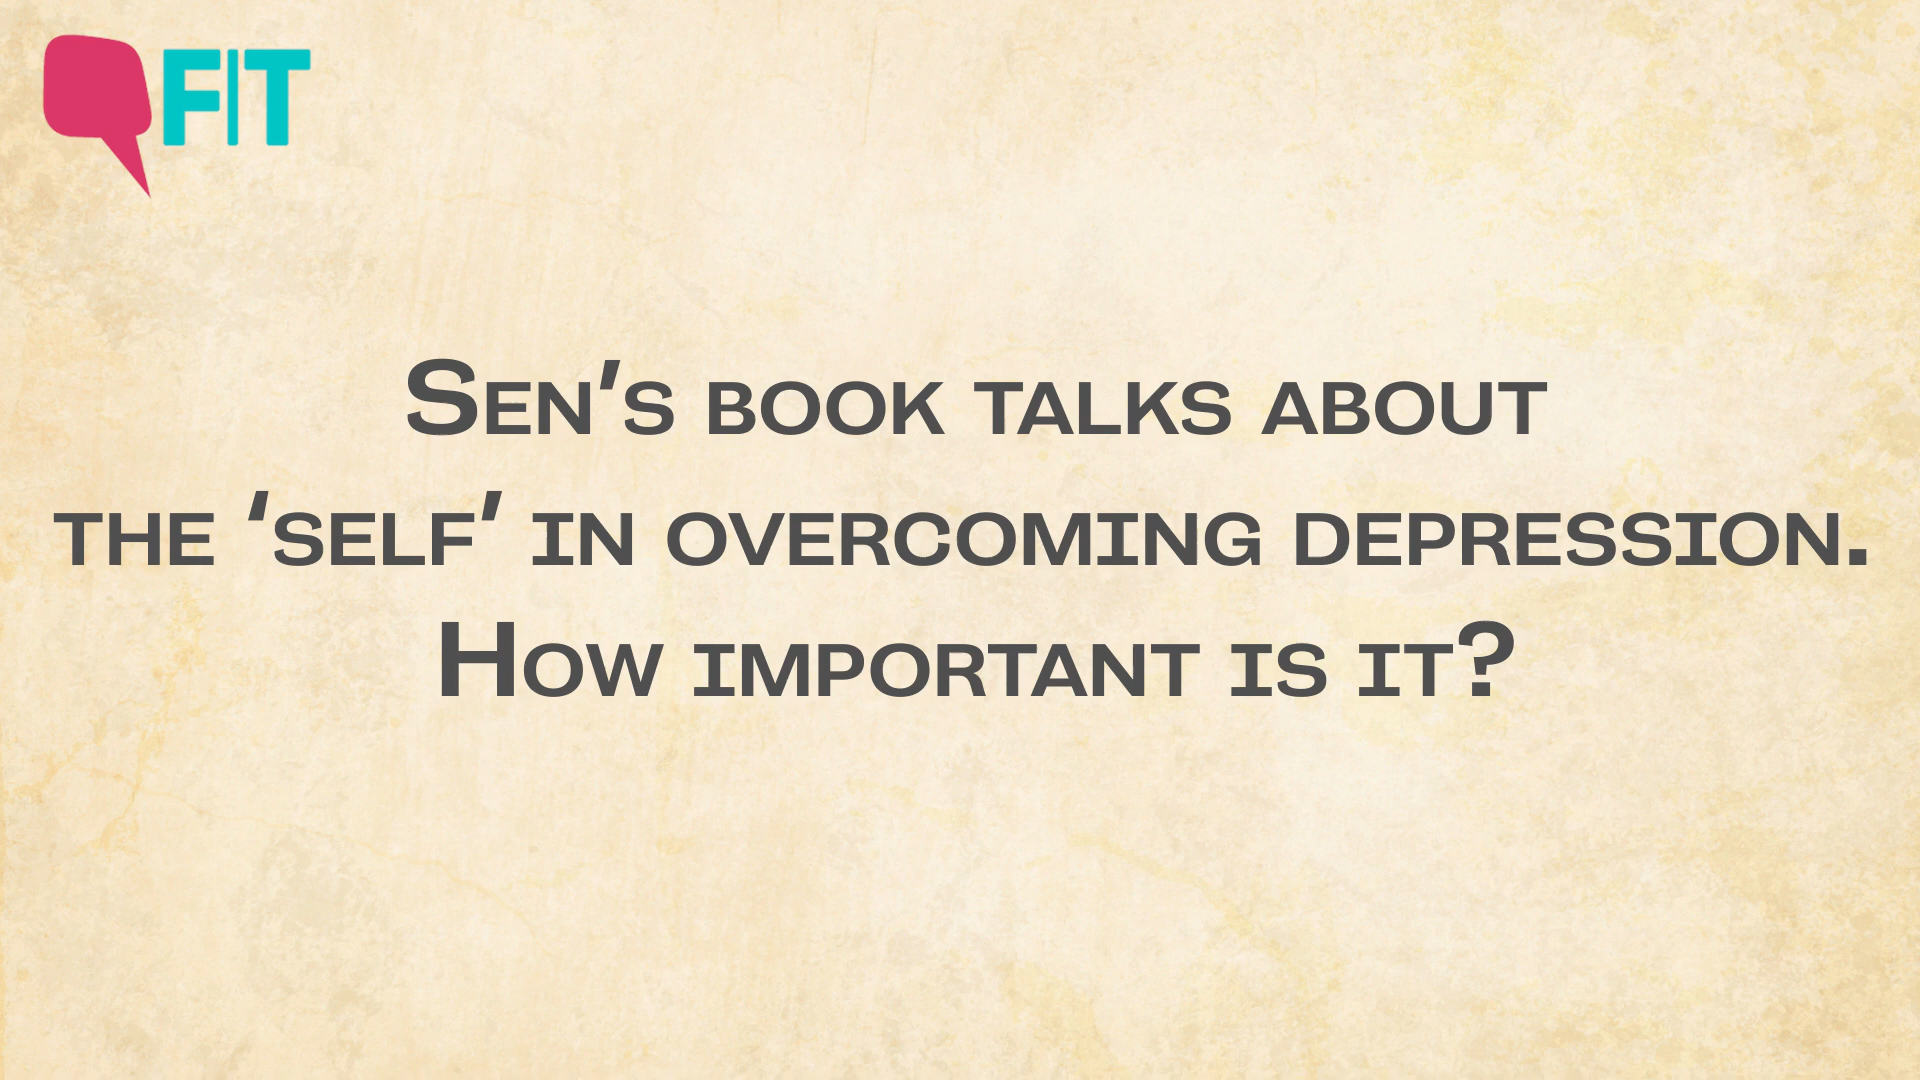 FIT
Sen's book talks about
the 'self' in overcoming depression.
How important is it?